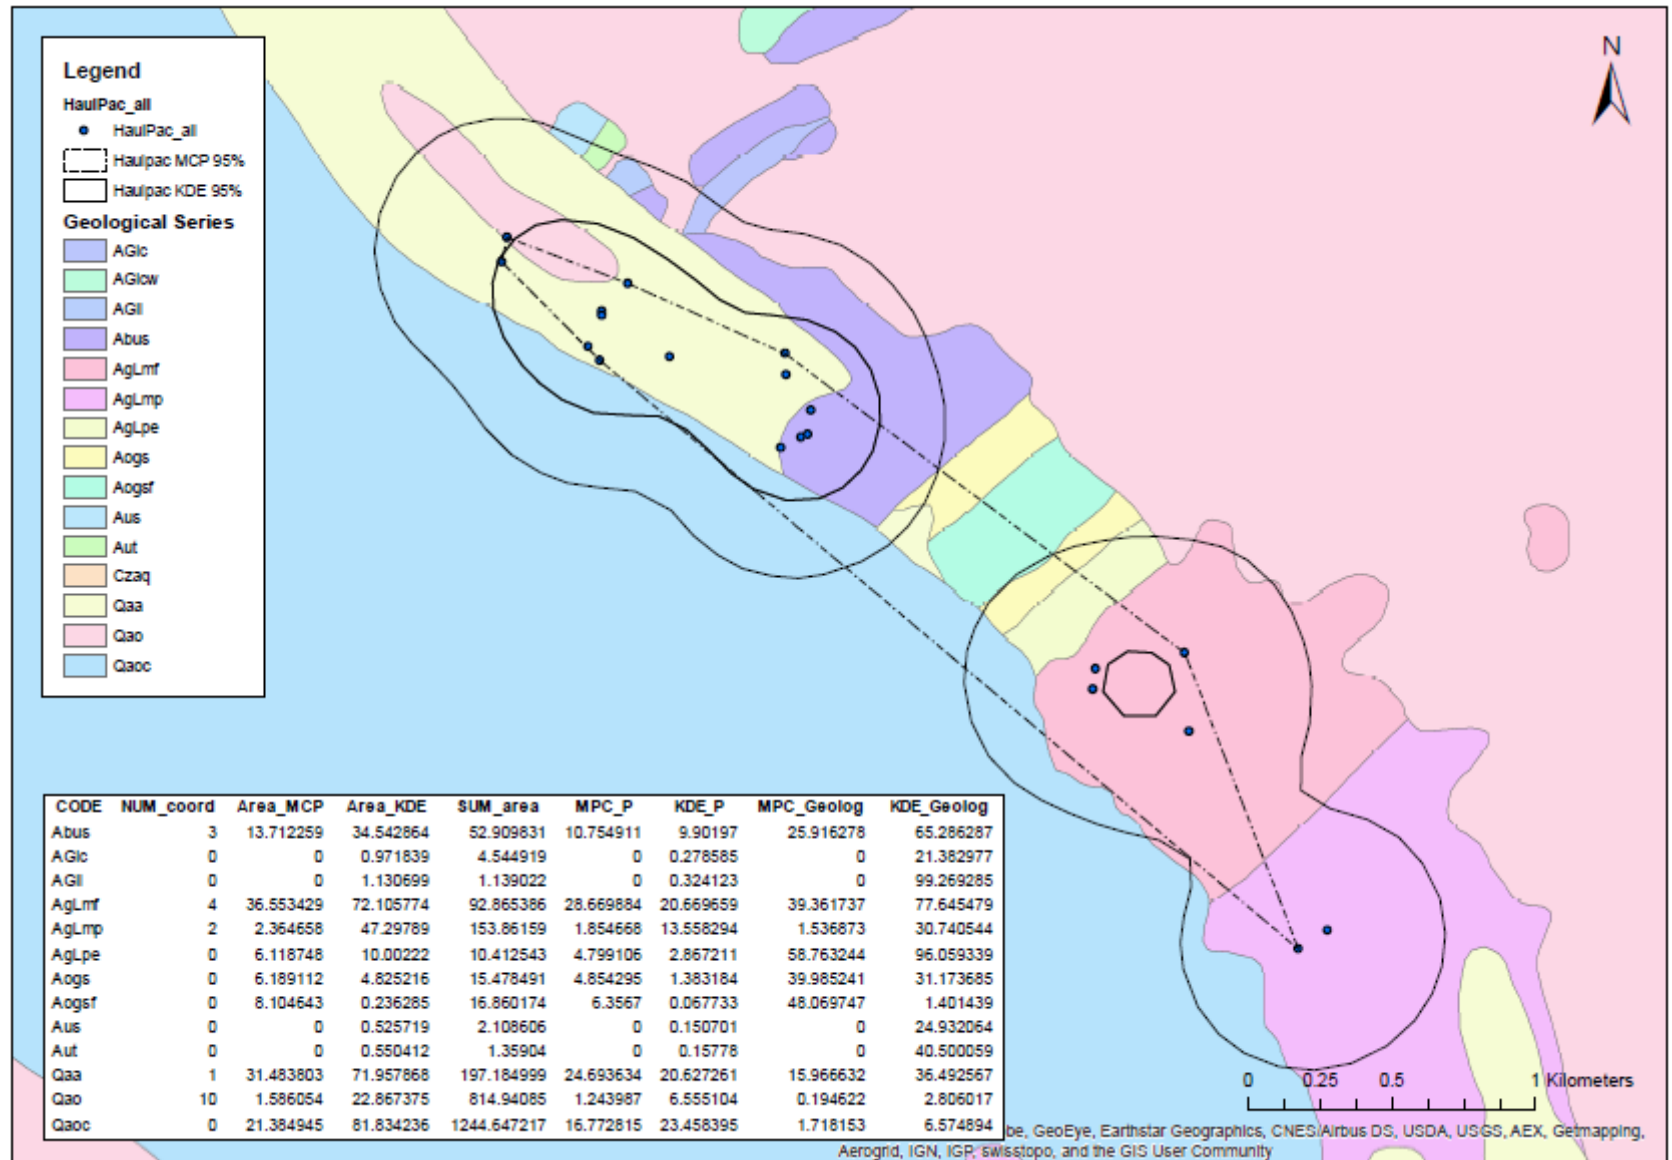 N
Legend
HaulPac_all
HaulPac_all
Haulpac MCP 95%
Haulpac KDE 95%
Geological Series
AGlc
AGlcw
AGll
Abus
AgLmf
AgLmp
AgLpe
Aogs
Aogsf
Aus
Aut
Czaq
Qaa
Qao
Qaoc
CODE NUM_coord Area_MCP Area_KDE SUM_area MPC_P KDE_P MPC_Geolog KDE_Geolog
Abus 3 13.712259 34.542864 52.909831 10.754911 9.90197 25.916278 65.286287
AGlc 0 0 0.971839 4.544919 0 0.278585 0 21.382977
AGll 0 0 1.130699 1.139022 0 0.324123 0 99.269285
AgLmf 4 36.553429 72.105774 92.865386 28.669884 20.669659 39.361737 77.645479
AgLmp 2 2.364658 47.29789 153.86159 1.854668 13.558294 1.536873 30.740544
AgLpe 0 6.118748 10.00222 10.412543 4.799106 2.867211 58.763244 96.059339
Aogs 0 6.189112 4.825216 15.478491 4.854295 1.383184 39.985241 31.173685
Aogsf 0 8.104643 0.236285 16.860174 6.3567 0.067733 48.069747 1.401439
Aus 0 0 0.525719 2.108606 0 0.150701 0 24.932064
Aut 0 0 0.550412 1.35904 0 0.15778 0 40.500059
Qaa 1 31.483803 71.957868 197.184999 24.693634 20.627261 15.966632 36.492567
Qao 10 1.586054 22.867375 814.94085 1.243987 6.555104 0.194622 2.806017
Qaoc 0 21.384945 81.834236 1244.647217 16.772815 23.458395 1.718153 6.574894
0 0.25 0.5 1 Kilometers
be, GeoEye, Earthstar Geographics, CNES/Airbus DS, USDA, USGS, AEX, Getmapping,
Aerogrid, IGN, IGP, swisstopo, and the GIS User Community